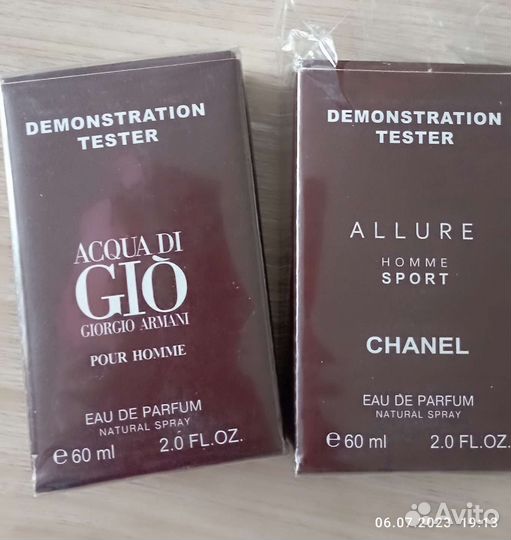 DEMONSTRATION
TESTER
ACQUA DI
GIÒ
GIORGIO ARMANI
POUR HOMME
EAU DE PARFUM
NATURAL SPRAY
e 60 ml 2.0 FL.OZ.
DEMONSTRATION
TESTER
ALLURE
HOMME
SPORT
CHANEL
EAU DE PARFUM
NATURAL SPRAY
e 60 ml 2.0 FL.OZ.
06.07.2023 19:13
Avito